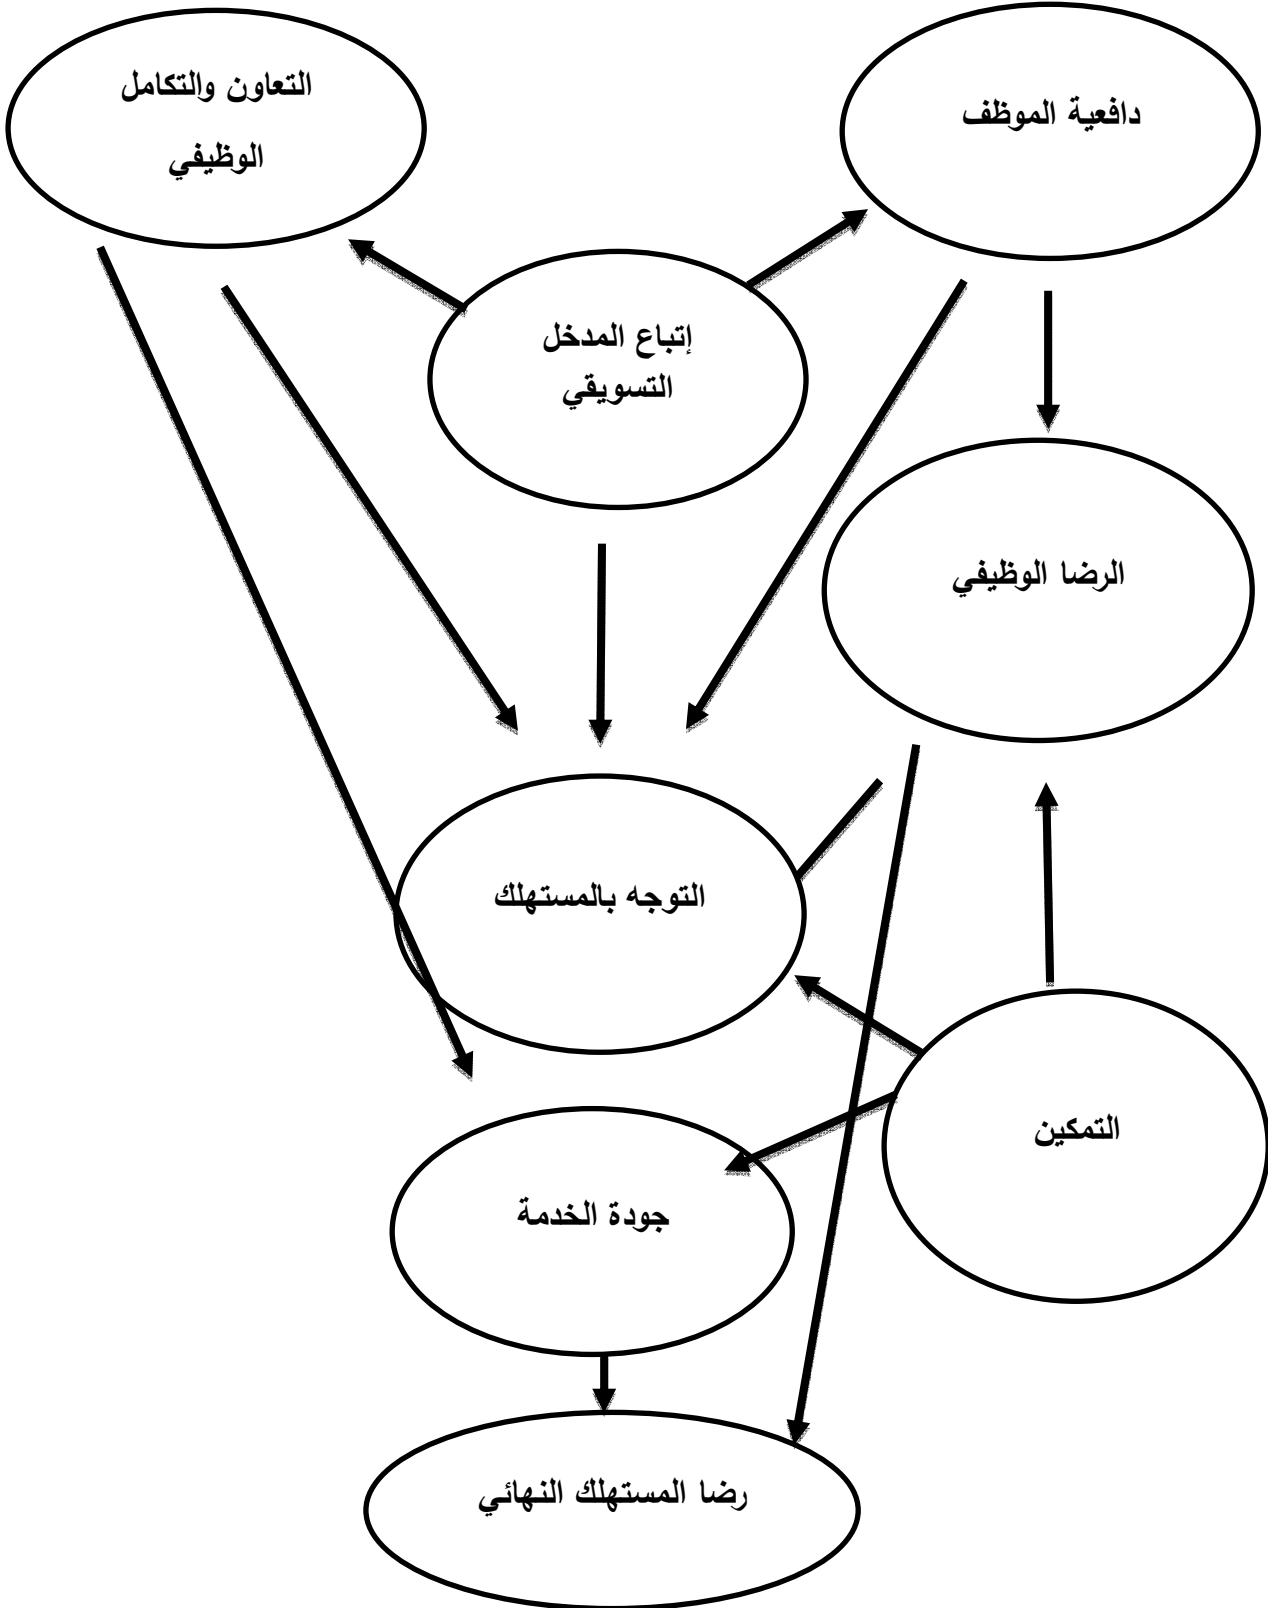 دافعية الموظف
التعاون والتكامل
الوظيفي
إتباع المدخل
التسويقي
الرضا الوظيفي
التوجه بالمستهلك
التمكين
جودة الخدمة
رضا المستهلك النهائي